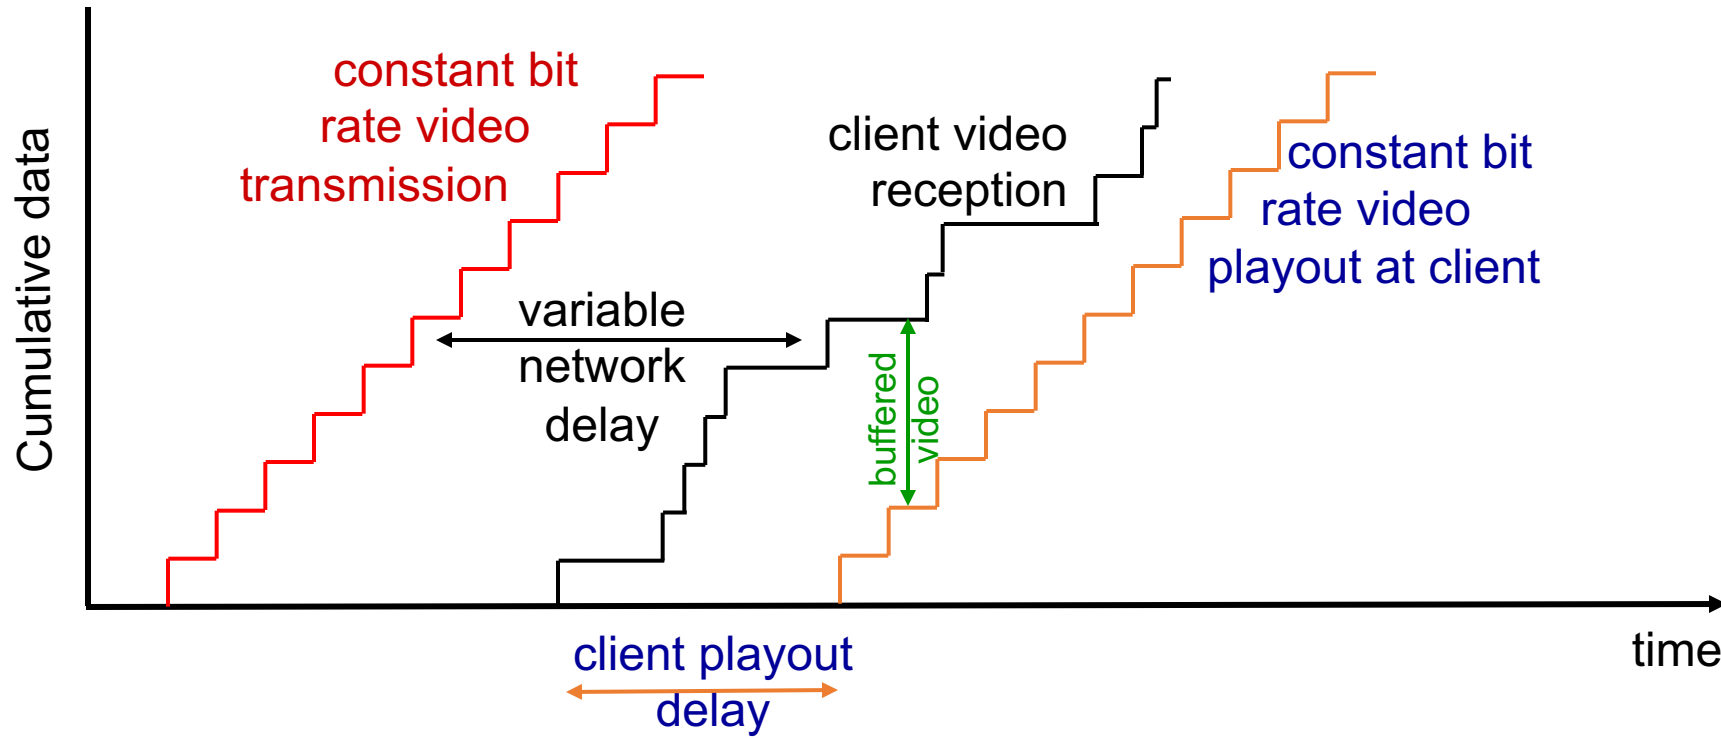 Cumulative data
constant bit
rate video
transmission
client video
reception
constant bit
rate video
playout at client
variable
network
delay
buffered
video
time
client playout
delay